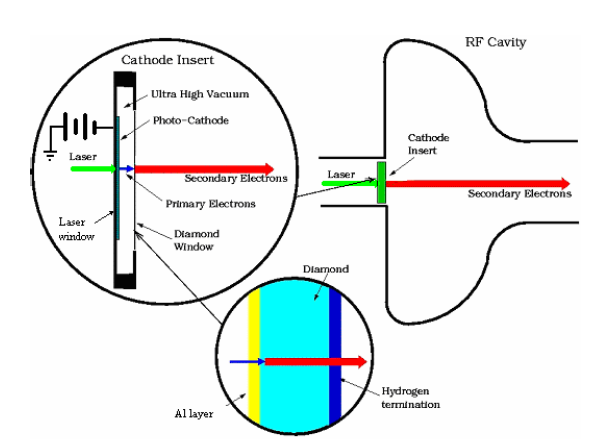 RF Cavity
Cathode Insert
Ultra High Vacuum
Photo-Cathode
Laser
Secondary Electrons
Primary Electrons
Laser
window
Diamond
Window
Cathode
Insert
Laser
Secondary Electrons
Diamond
Hydrogen
termination
Al layer